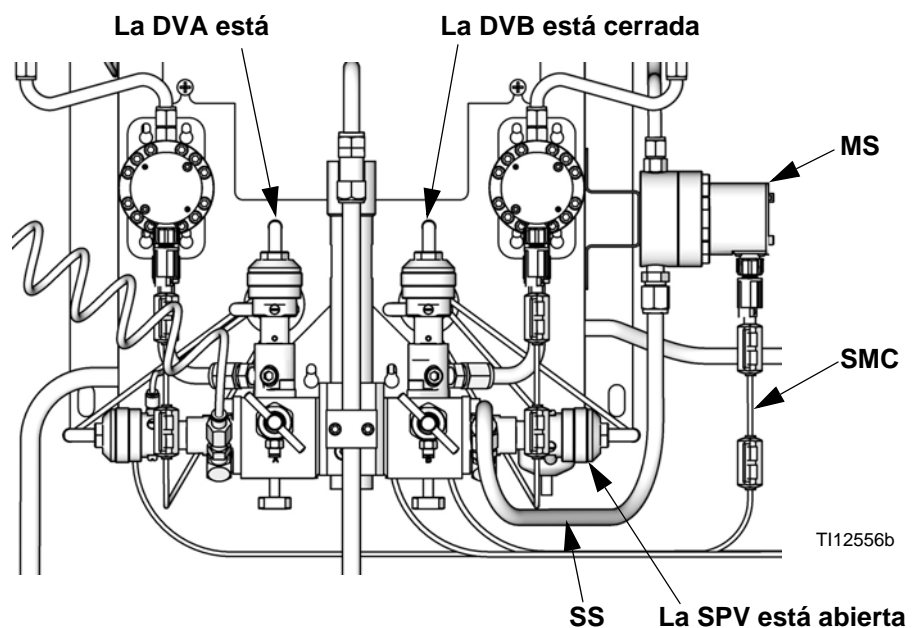 La DVA está
La DVB está cerrada
MS
SMC
TI12556b
SS
La SPV está abierta